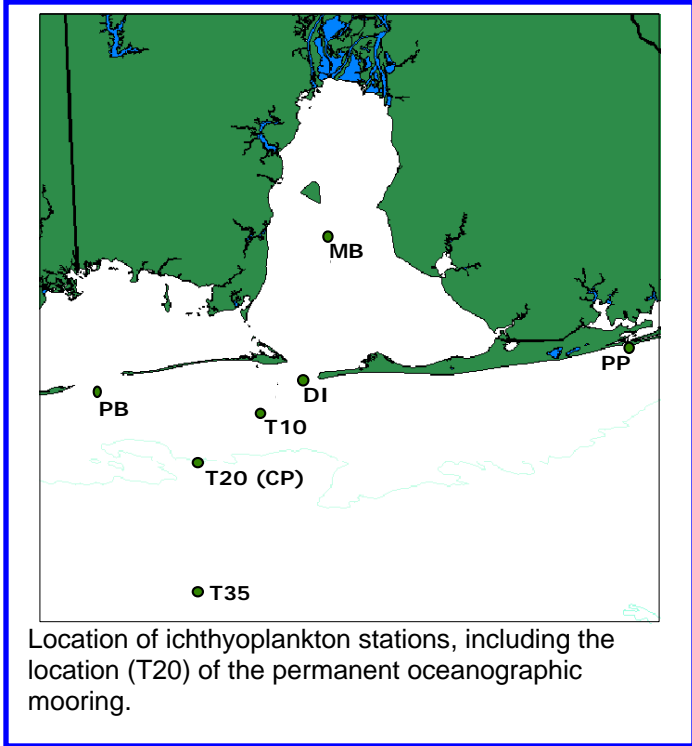 MB
PP
DI
PB
T10
T20 (CP)
T35
Location of ichthyoplankton stations, including the
location (T20) of the permanent oceanographic
mooring.